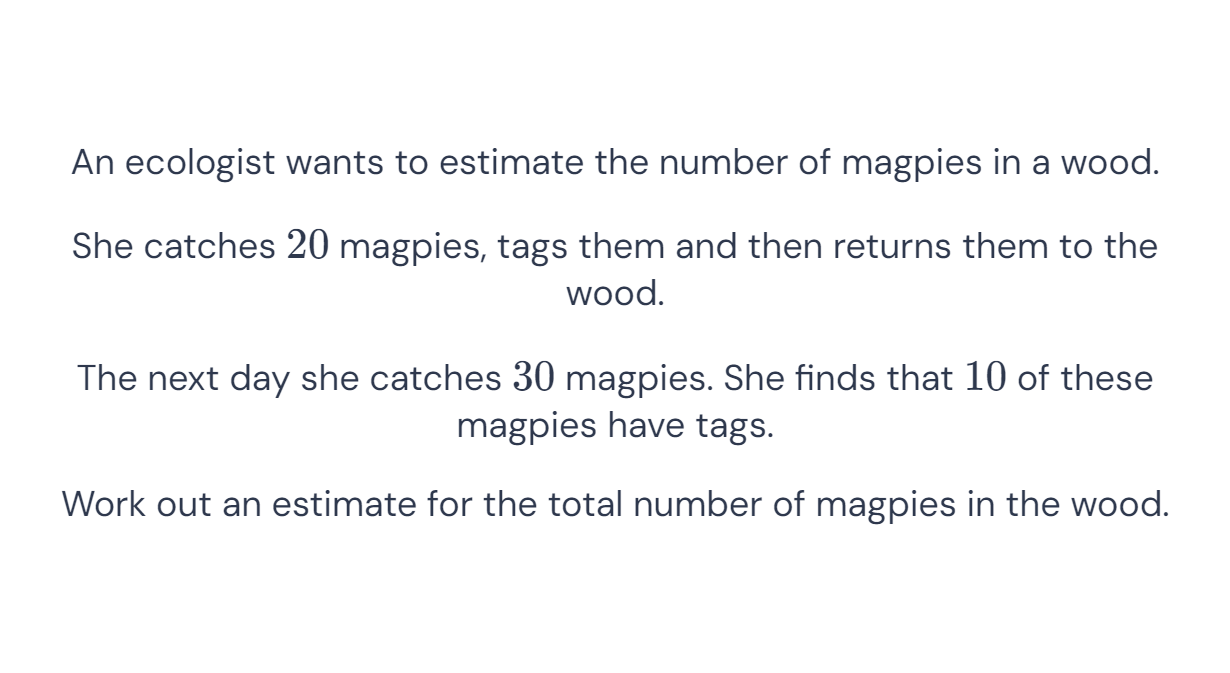 An ecologist wants to estimate the number of magpies in a wood.
She catches 20 magpies, tags them and then returns them to the
wood.
The next day she catches 30 magpies. She finds that 10 of these
magpies have tags.
Work out an estimate for the total number of magpies in the wood.